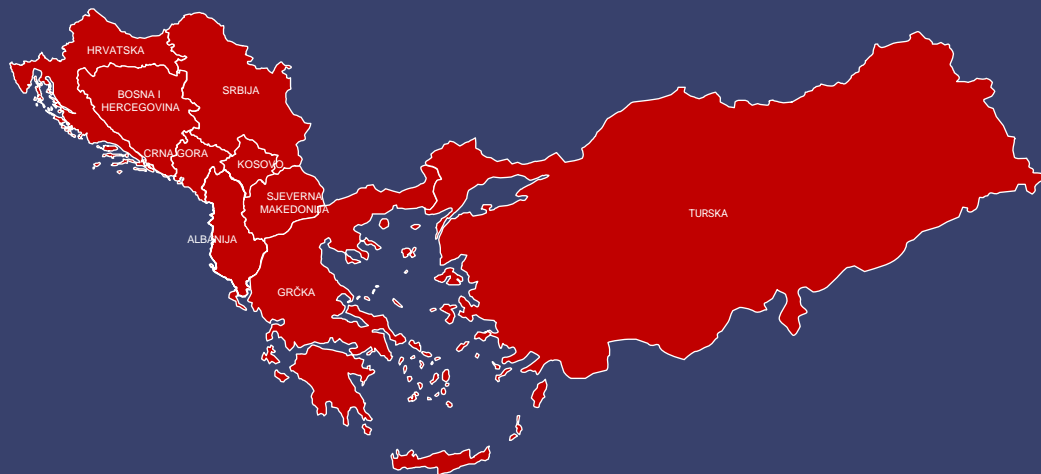 HRVATSKA
BOSNA I
HERCEGOVINA
SRBIJA
CRNA GORA
KOSOVO
SJEVERNA
MAKEDONIJA
ALBANIJA
GRČKA
TURSKA